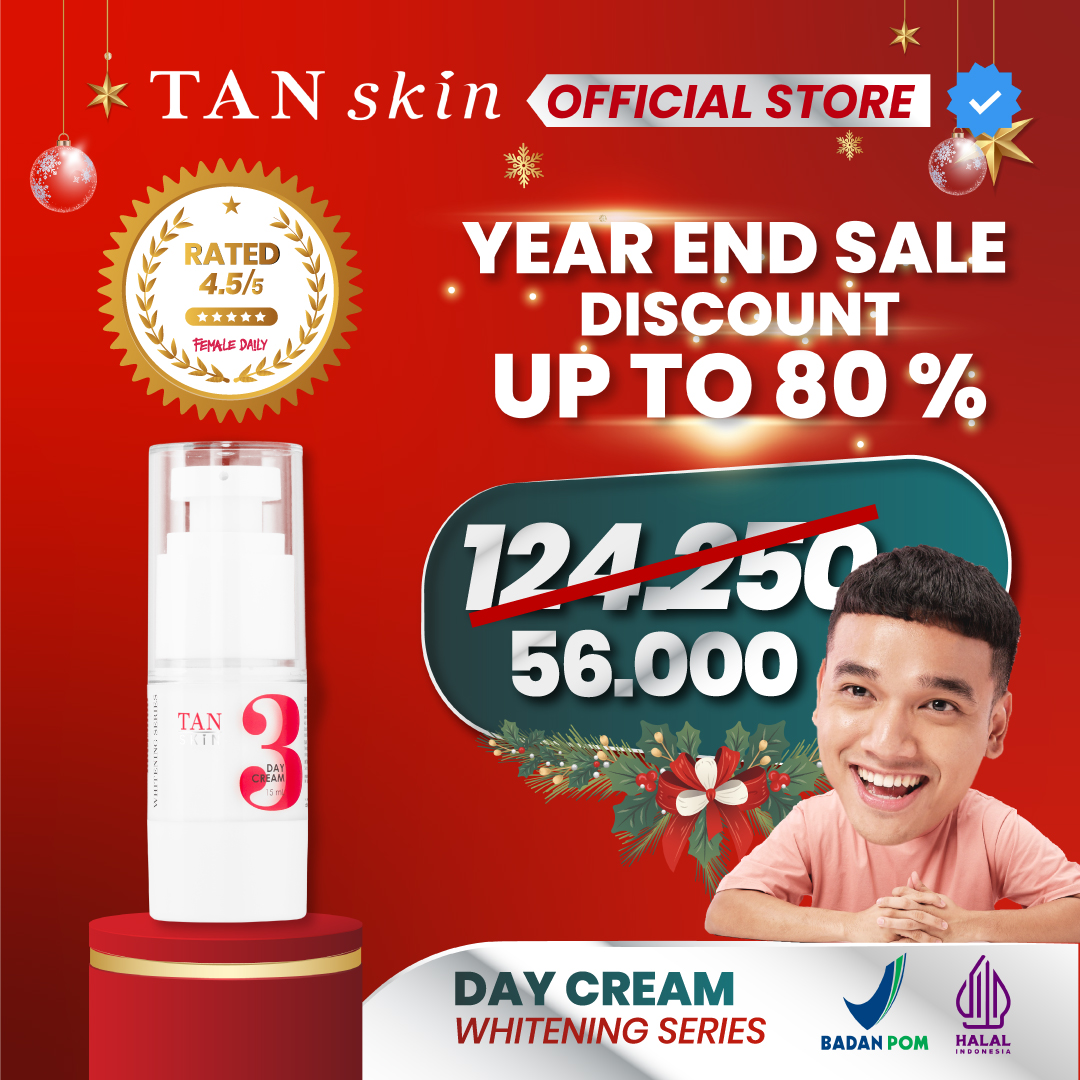 TAN skin OFFICIAL STORE
RATED
4.5/5
FEMALE DAILY
YEAR END SALE
DISCOUNT
UP TO 80 %
124.250
56.000
WHITENING SERIES
TAN
SKIN
3
DAY
CREAM
15 ml
DAY CREAM
WHITENING SERIES
BADAN POM
HALAL
INDONESIA